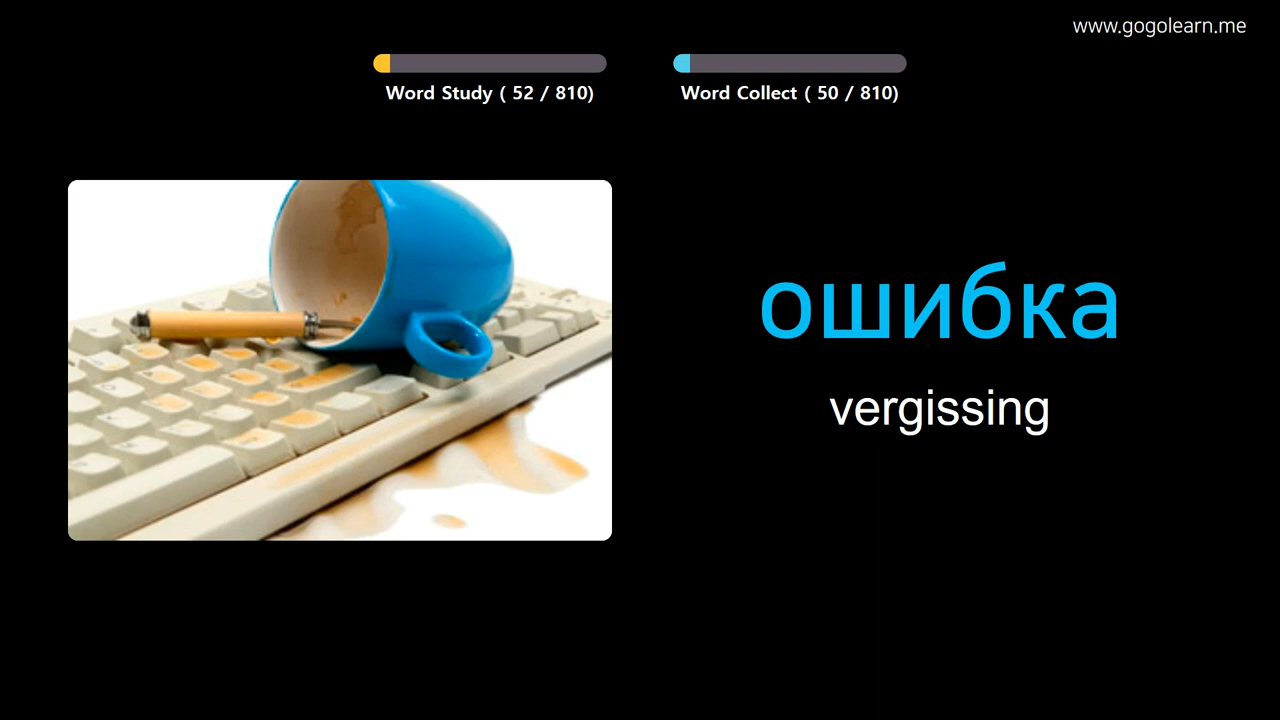 www.gogolearn.me
Word Study ( 52 / 810)
Word Collect ( 50 / 810)
ошибка
vergissing